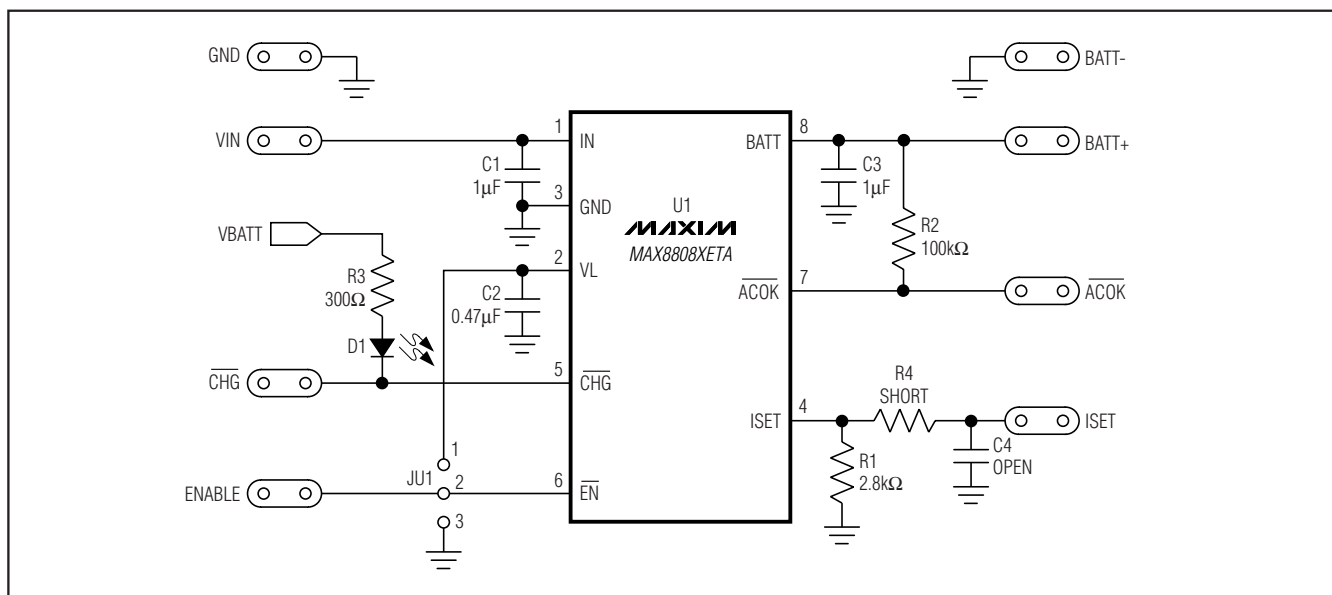 GND
BATT-
VIN
1
IN
BATT
8
BATT+
C1
1µF
3
GND
C3
1µF
U1
MAXIM
MAX8808XETA
R2
100kΩ
VBATT
R3
300Ω
2
VL
C2
0.47µF
7
ACOK
ACOK
D1
CHG
5
CHG
R4
SHORT
4
ISET
ISET
C4
OPEN
R1
2.8kΩ
1
JU1
2
3
ENABLE
6
EN